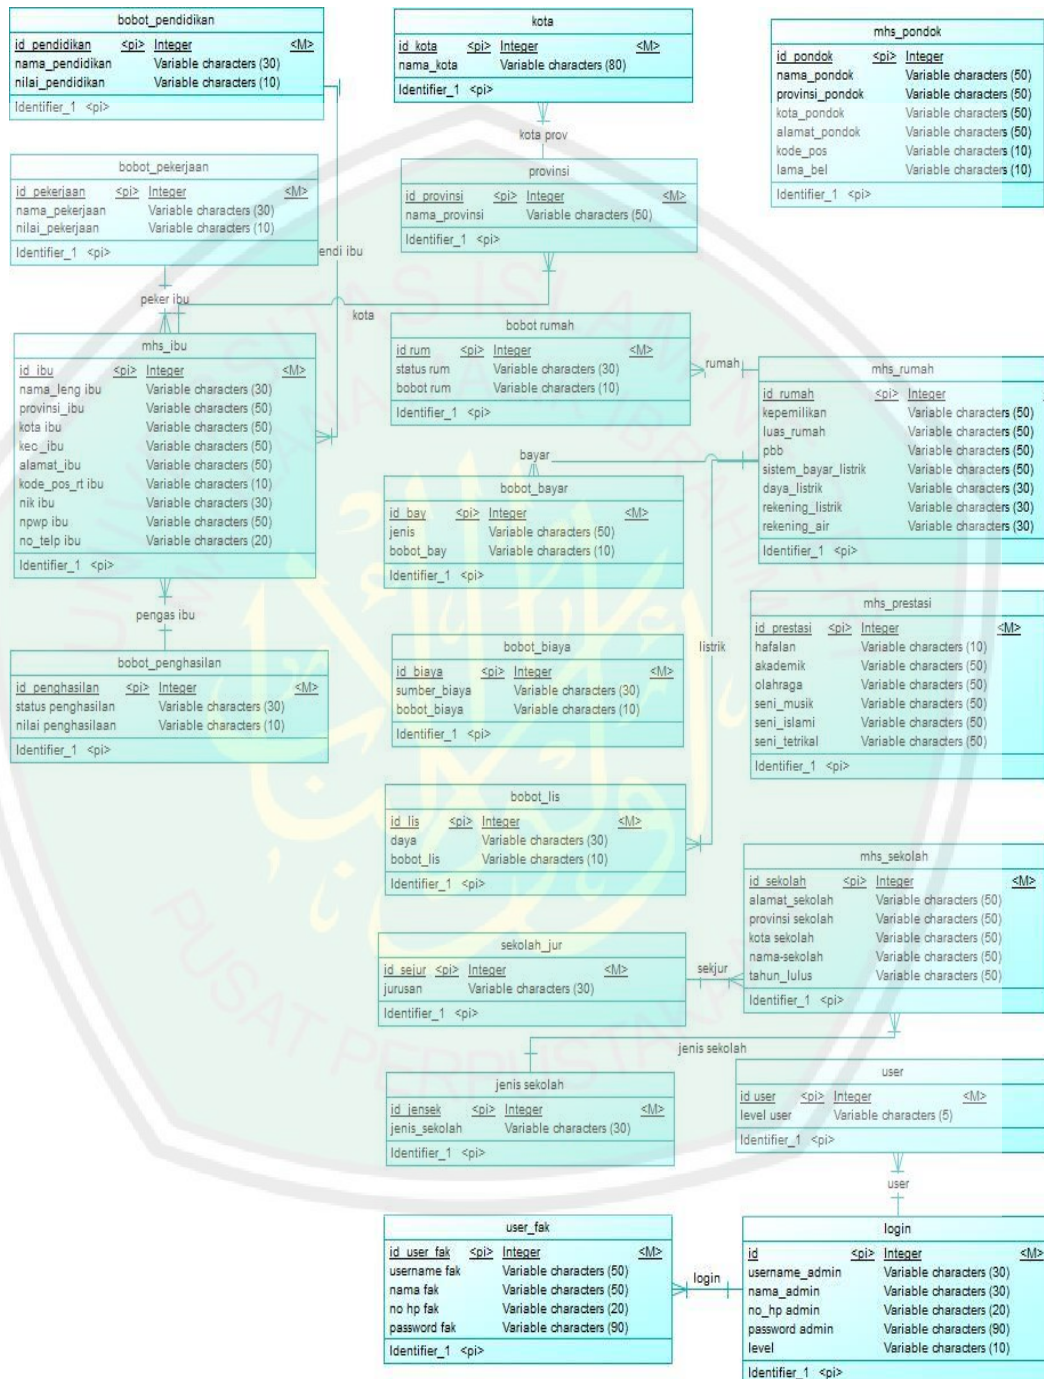 bobot_pendidikan
id_pendidikan <pi> Integer <M>
nama_pendidikan Variable characters (30)
nilai_pendidikan Variable characters (10)
Identifier_1 <pi>
kota
id_kota <pi> Integer <M>
nama_kota Variable characters (80)
Identifier_1 <pi>
mhs_pondok
id_pondok <pi> Integer
nama_pondok Variable characters (50)
provinsi_pondok Variable characters (50)
kota_pondok Variable characters (50)
alamat_pondok Variable characters (50)
kode_pos Variable characters (10)
lama_bel Variable characters (10)
Identifier_1 <pi>
kota prov
bobot_pekerjaan
id_pekerjaan <pi> Integer <M>
nama_pekerjaan Variable characters (30)
nilai_pekerjaan Variable characters (10)
Identifier_1 <pi>
provinsi
id_provinsi <pi> Integer <M>
nama_provinsi Variable characters (50)
Identifier_1 <pi>
endi ibu
peker ibu
kota
mhs_ibu
id_ibu <pi> Integer <M>
nama_leng ibu Variable characters (30)
provinsi_ibu Variable characters (50)
kota ibu Variable characters (50)
kec_ibu Variable characters (50)
alamat_ibu Variable characters (50)
kode_pos_rt ibu Variable characters (10)
nik ibu Variable characters (30)
npwp ibu Variable characters (50)
no_telp ibu Variable characters (20)
Identifier_1 <pi>
bobot rumah
id rum <pi> Integer <M>
status rum Variable characters (30)
bobot rum Variable characters (10)
Identifier_1 <pi>
rumah
mhs_rumah
id_rumah <pi> Integer
kepemilikan Variable characters (50)
luas_rumah Variable characters (50)
pbb Variable characters (50)
sistem_bayar_listrik Variable characters (50)
daya_listrik Variable characters (30)
rekening_listrik Variable characters (30)
rekening_air Variable characters (30)
Identifier_1 <pi>
bayar
bobot_bayar
id_bay <pi> Integer <M>
jenis Variable characters (50)
bobot_bay Variable characters (10)
Identifier_1 <pi>
pengas ibu
bobot_penghasilan
id_penghasilan <pi> Integer <M>
status penghasilan Variable characters (30)
nilai penghasilaan Variable characters (10)
Identifier_1 <pi>
bobot_biaya
id_biaya <pi> Integer <M>
sumber_biaya Variable characters (30)
bobot_biaya Variable characters (10)
Identifier_1 <pi>
listrik
mhs_prestasi
id_prestasi <pi> Integer <M>
hafalan Variable characters (10)
akademik Variable characters (50)
olahraga Variable characters (50)
seni_musik Variable characters (50)
seni_islami Variable characters (50)
seni_tetrikal Variable characters (50)
Identifier_1 <pi>
bobot_lis
id_lis <pi> Integer <M>
daya Variable characters (30)
bobot_lis Variable characters (10)
Identifier_1 <pi>
mhs_sekolah
id_sekolah <pi> Integer <M>
alamat_sekolah Variable characters (50)
provinsi sekolah Variable characters (50)
kota sekolah Variable characters (50)
nama-sekolah Variable characters (50)
tahun_lulus Variable characters (50)
Identifier_1 <pi>
sekolah_jur
id_sejur <pi> Integer <M>
jurusan Variable characters (30)
Identifier_1 <pi>
sekjur
jenis sekolah
jenis sekolah
id_jensek <pi> Integer <M>
jenis_sekolah Variable characters (30)
Identifier_1 <pi>
user
id user <pi> Integer <M>
level user Variable characters (5)
Identifier_1 <pi>
user
user_fak
id_user_fak <pi> Integer <M>
username fak Variable characters (50)
nama fak Variable characters (50)
no hp fak Variable characters (20)
password fak Variable characters (90)
Identifier_1 <pi>
login
login
id <pi> Integer <M>
username_admin Variable characters (30)
nama_admin Variable characters (30)
no_hp admin Variable characters (20)
password admin Variable characters (90)
level Variable characters (10)
Identifier_1 <pi>
PUSAT